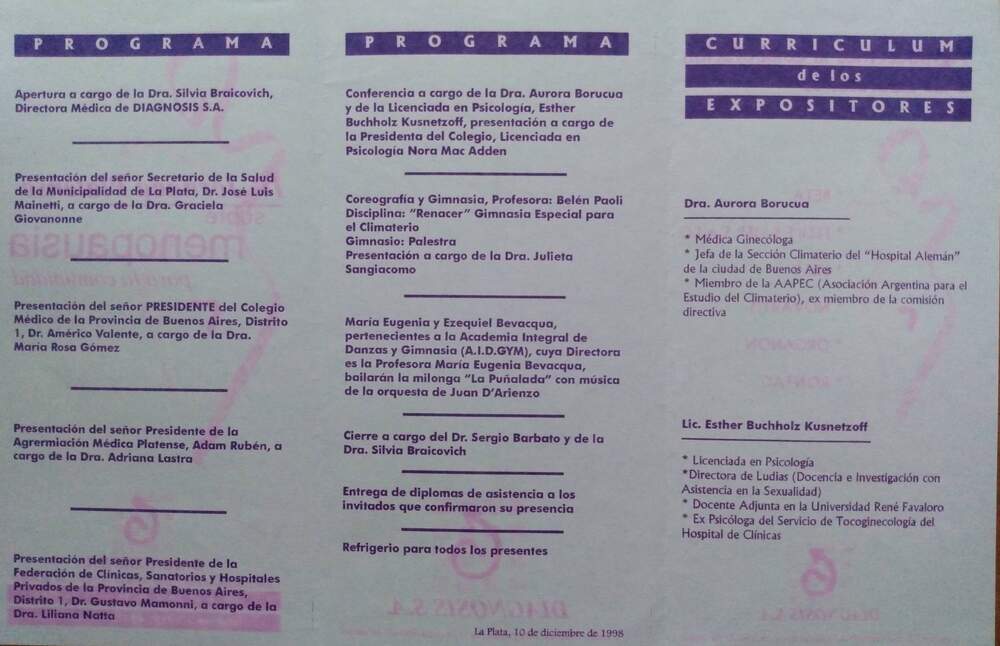 PROGRAMA
Apertura a cargo de la Dra. Silvia Braicovich,
Directora Médica de DIAGNOSIS S.A.
Presentación del señor Secretario de la Salud
de la Municipalidad de La Plata, Dr. José Luis
Mainetti, a cargo de la Dra. Graciela
Giovanonne
Presentación del señor PRESIDENTE del Colegio
Médico de la Provincia de Buenos Aires, Distrito
1, Dr. Américo Valente, a cargo de la Dra.
María Rosa Gómez
Presentación del señor Presidente de la
Agrermiación Médica Platense, Adam Rubén, a
cargo de la Dra. Adriana Lastra
Presentación del señor Presidente de la
Federación de Clínicas, Sanatorios y Hospitales
Privados de la Provincia de Buenos Aires,
Distrito 1, Dr. Gustavo Mamonni, a cargo de la
Dra. Liliana Natta
PROGRAMA
Conferencia a cargo de la Dra. Aurora Borucua
y de la Licenciada en Psicología, Esther
Buchholz Kusnetzoff, presentación a cargo de
la Presidenta del Colegio, Licenciada en
Psicología Nora Mac Adden
Coreografía y Gimnasia, Profesora: Belén Paoli
Disciplina: “Renacer” Gimnasia Especial para
el Climaterio
Gimnasio: Palestra
Presentación a cargo de la Dra. Julieta
Sangiacomo
María Eugenia y Ezequiel Bevacqua,
pertenecientes a la Academia Integral de
Danzas y Gimnasia (A.I.D.GYM), cuya Directora
es la Profesora María Eugenia Bevacqua,
bailarán la milonga “La Puñalada” con música
de la orquesta de Juan D’Arienzo
Cierre a cargo del Dr. Sergio Barbato y de la
Dra. Silvia Braicovich
Entrega de diplomas de asistencia a los
invitados que confirmaron su presencia
Refrigerio para todos los presentes
La Plata, 10 de diciembre de 1998
CURRICULUM
de los
EXPOSITORES
Dra. Aurora Borucua
* Médica Ginecóloga
* Jefa de la Sección Climaterio del “Hospital Alemán”
de la ciudad de Buenos Aires
* Miembro de la AAPEC (Asociación Argentina para el
Estudio del Climaterio), ex miembro de la comisión
directiva
Lic. Esther Buchholz Kusnetzoff
* Licenciada en Psicología
*Directora de Ludias (Docencia e Investigación con
Asistencia en la Sexualidad)
* Docente Adjunta en la Universidad René Favaloro
* Ex Psicóloga del Servicio de Tocoginecología del
Hospital de Clínicas